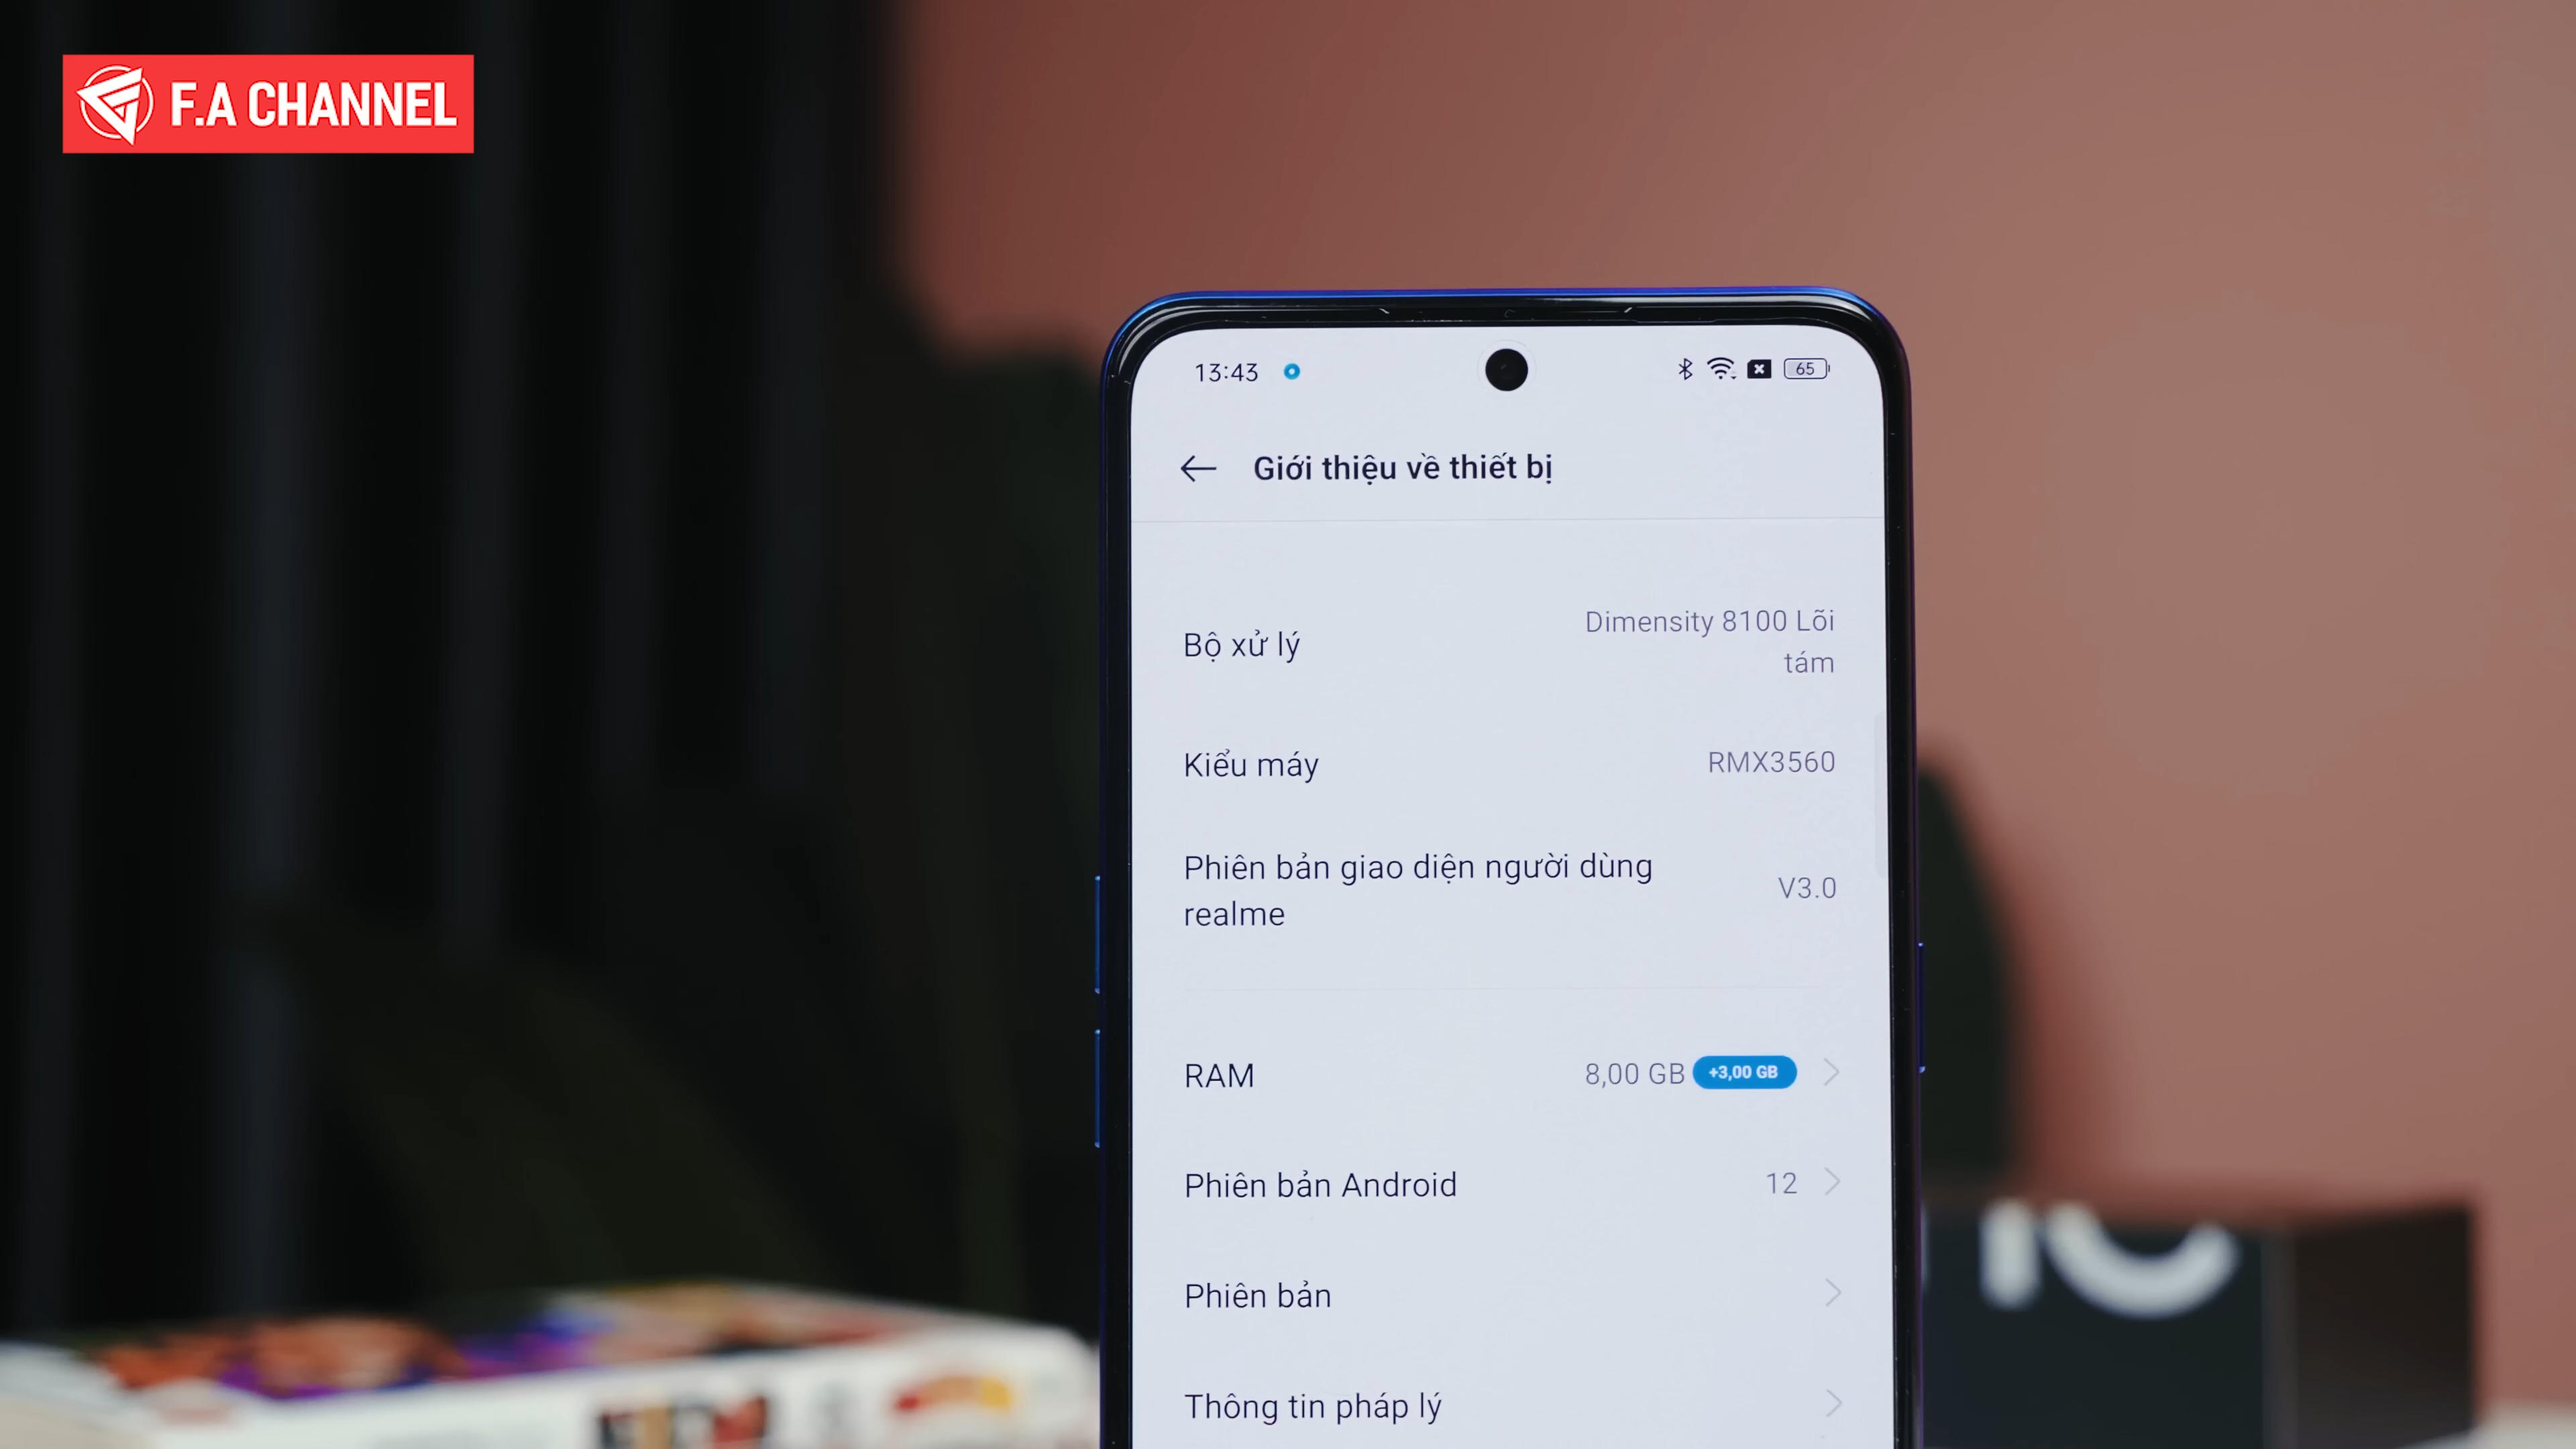 F.A CHANNEL
13:43
65
Giới thiệu về thiết bị
Bộ xử lý
Dimensity 8100 Lõi
tám
Kiểu máy
RMX3560
Phiên bản giao diện người dùng
realme
V3.0
RAM
8,00 GB
+3,00 GB
Phiên bản Android
12
Phiên bản
Thông tin pháp lý